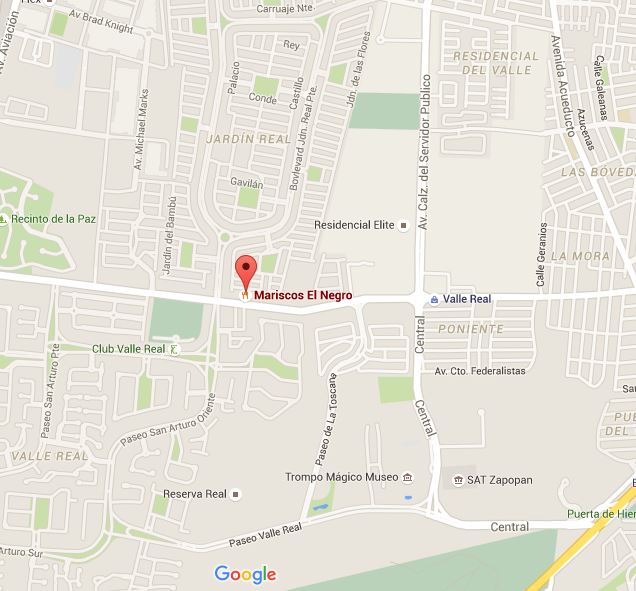 Carruaje Nte.
Av Brad Knight
Av. Aviación
Rey
Palacio
Castillo
Conde
Jdn. de las Flores
Boulevard Jdn. Real Pte.
JARDÍN REAL
Gavilán
Av. Michael Marks
Jardín del Bambú
Recinto de la Paz
RESIDENCIAL
DEL VALLE
Av. Calz. del Servidor Publico
Avenida Acueducto
Calle Galeanas
Azucenas
LAS BÓVEDA
Residencial Elite
Calle Geranios
LA MORA
Mariscos El Negro
Valle Real
PONIENTE
Central
Club Valle Real
Av. Cto. Federalistas
Paseo San Arturo Pte
Paseo San Arturo Oriente
Paseo de La Toscana
Central
VALLE REAL
Trompo Mágico Museo
SAT Zapopan
Reserva Real
Puerta de Hier
Central
Paseo Valle Real
Arturo Sur
Google